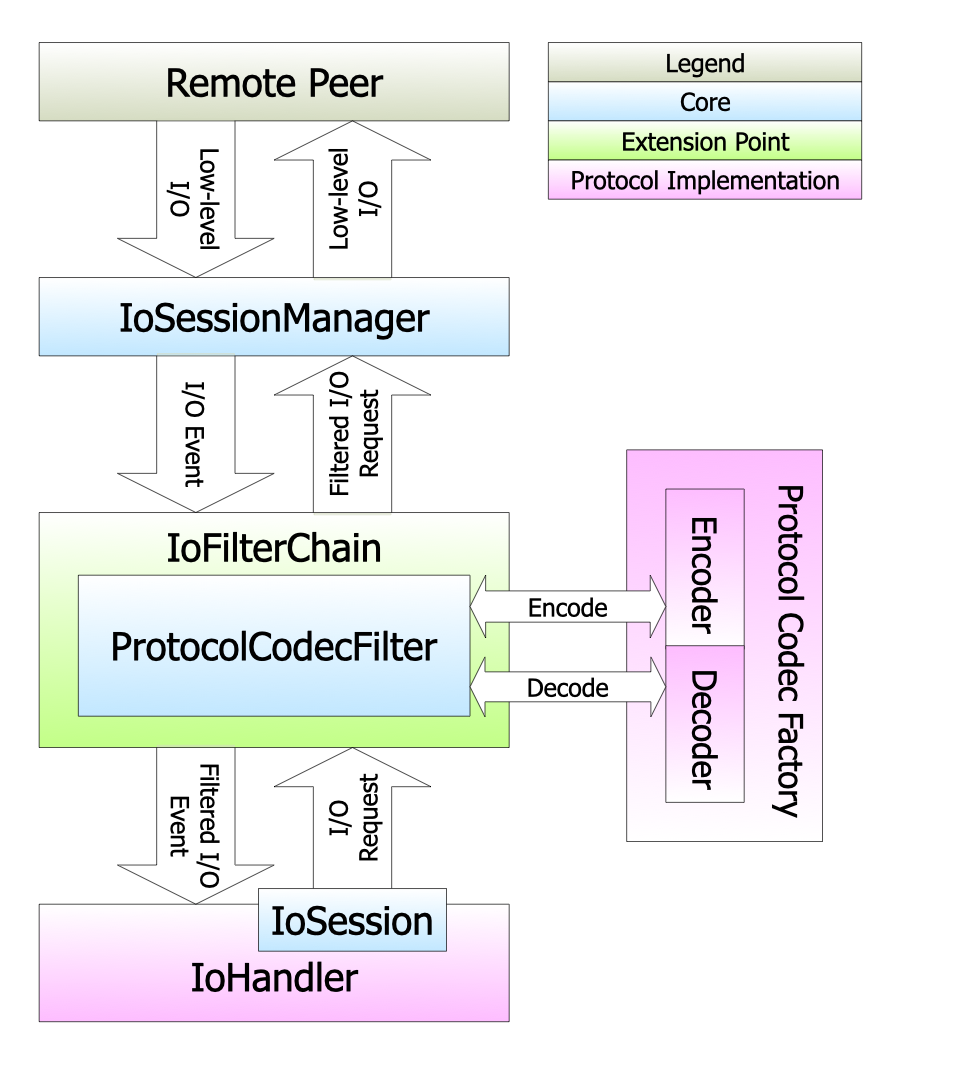 Remote Peer
Legend
Core
Extension Point
Protocol Implementation
Low-level
I/O
Low-level
I/O
IoSessionManager
I/O Event
Filtered I/O
Request
IoFilterChain
ProtocolCodecFilter
Encode
Decode
Encoder
Decoder
Protocol Codec Factory
Filtered I/O
Event
I/O
Request
IoSession
IoHandler